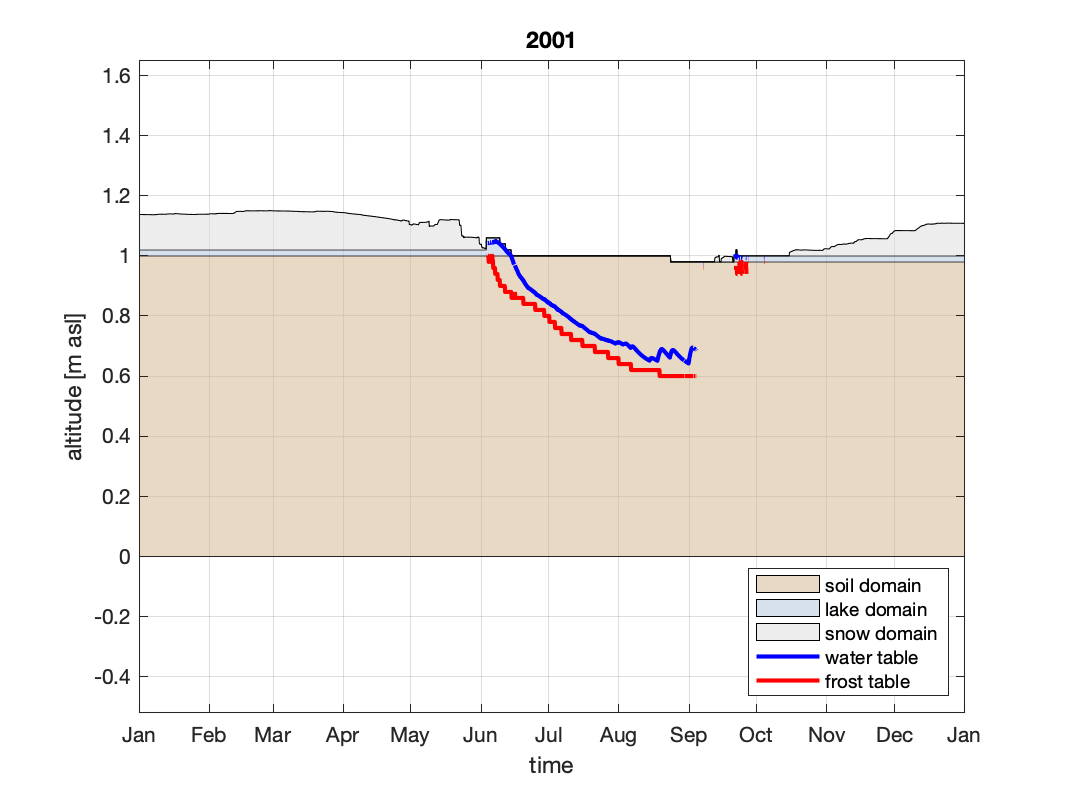 2001
1.6
1.4
1.2
1
0.8
0.6
0.4
0.2
0
-0.2
-0.4
altitude [m asl]
Jan Feb Mar Apr May Jun Jul Aug Sep Oct Nov Dec Jan
time
soil domain
lake domain
snow domain
water table
frost table